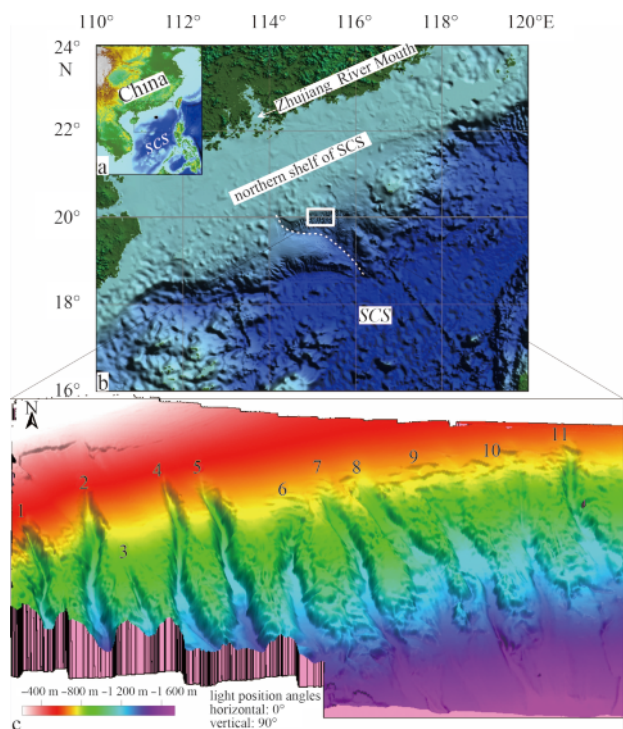 110° 112° 114° 116° 118° 120°E
24°
N
22°
20°
18°
16°
China
SCS
a
Zhujiang River Mouth
northern shelf of SCS
SCS
b
N
1
2
3
4
5
6
7
8
9
10
11
−400 m −800 m −1 200 m −1 600 m
light position angles
horizontal: 0°
vertical: 90°
c